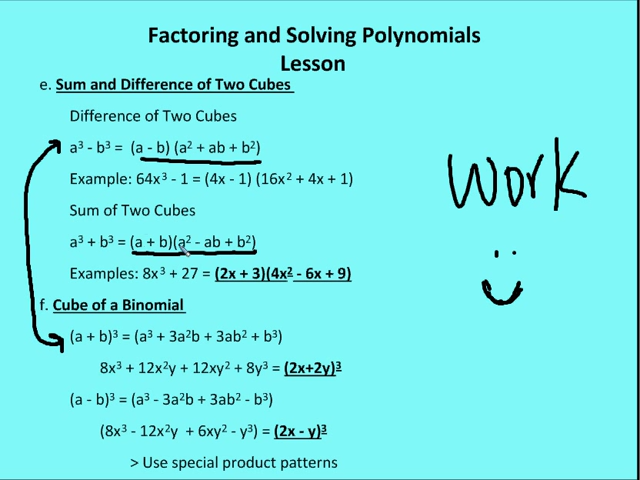 Factoring and Solving Polynomials
Lesson
e. Sum and Difference of Two Cubes
Difference of Two Cubes
a³ - b³ = (a - b) (a² + ab + b²)
Example: 64x³ - 1 = (4x - 1) (16x² + 4x + 1)
Sum of Two Cubes
a³ + b³ = (a + b)(a² - ab + b²)
Examples: 8x³ + 27 = (2x + 3)(4x² - 6x + 9)
f. Cube of a Binomial
(a + b)³ = (a³ + 3a²b + 3ab² + b³)
8x³ + 12x²y + 12xy² + 8y³ = (2x+2y)³
(a - b)³ = (a³ - 3a²b + 3ab² - b³)
(8x³ - 12x²y + 6xy² - y³) = (2x - y)³
> Use special product patterns
Work